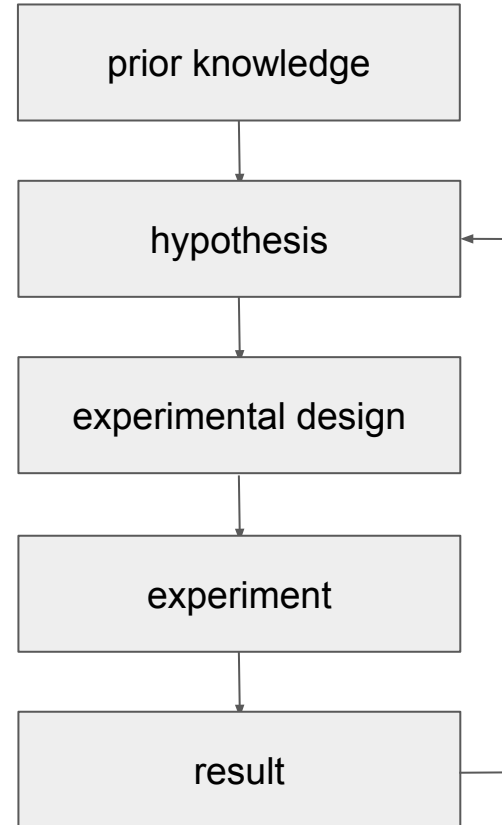 prior knowledge
hypothesis
experimental design
experiment
result